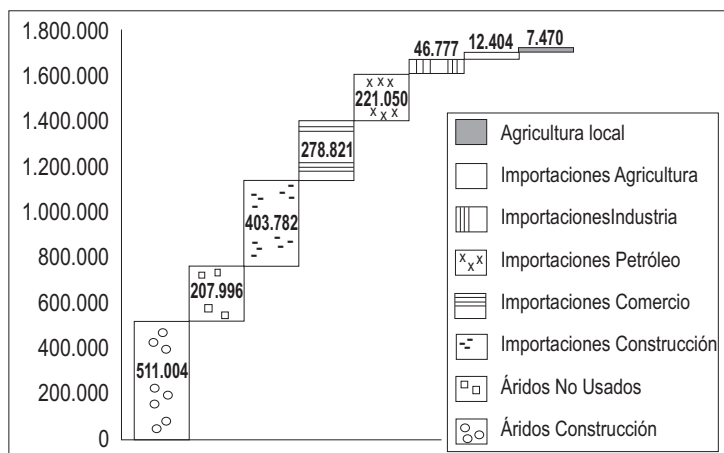 1.800.000
1.600.000
1.400.000
1.200.000
1.000.000
800.000
600.000
400.000
200.000
0
511.004
207.996
403.782
278.821
221.050
46.777
12.404
7.470
Agricultura local
Importaciones Agricultura
ImportacionesIndustria
Importaciones Petróleo
Importaciones Comercio
Importaciones Construcción
Áridos No Usados
Áridos Construcción